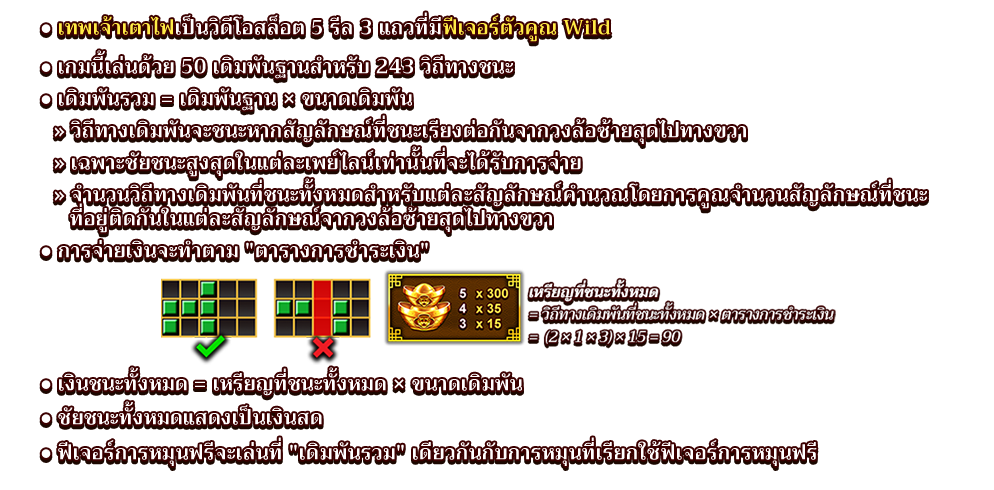 ● เทพเจ้าเตาไฟเป็นวิดีโอสล็อต 5 รีล 3 แถวที่มีฟีเจอร์ตัวคูณ Wild
● เกมนี้เล่นด้วย 50 เดิมพันฐานสำหรับ 243 วิถีทางชนะ
● เดิมพันรวม = เดิมพันฐาน × ขนาดเดิมพัน
» วิถีทางเดิมพันจะชนะหากสัญลักษณ์ที่ชนะเรียงต่อกันจากวงล้อซ้ายสุดไปทางขวา
» เฉพาะชัยชนะสูงสุดในแต่ละเพย์ไลน์เท่านั้นที่จะได้รับการจ่าย
» จำนวนวิถีทางเดิมพันที่ชนะทั้งหมดสำหรับแต่ละสัญลักษณ์คำนวณโดยการคูณจำนวนสัญลักษณ์ที่ชนะ
ที่อยู่ติดกันในแต่ละสัญลักษณ์จากวงล้อซ้ายสุดไปทางขวา
● การจ่ายเงินจะทำตาม "ตารางการชำระเงิน"
5 x 300
4 x 35
3 x 15
เหรียญที่ชนะทั้งหมด
= วิถีทางเดิมพันที่ชนะทั้งหมด × ตารางการชำระเงิน
= (2 × 1 × 3) × 15 = 90
● เงินชนะทั้งหมด = เหรียญที่ชนะทั้งหมด × ขนาดเดิมพัน
● ชัยชนะทั้งหมดแสดงเป็นเงินสด
● ฟีเจอร์การหมุนฟรีจะเล่นที่ "เดิมพันรวม" เดียวกันกับการหมุนที่เรียกใช้ฟีเจอร์การหมุนฟรี